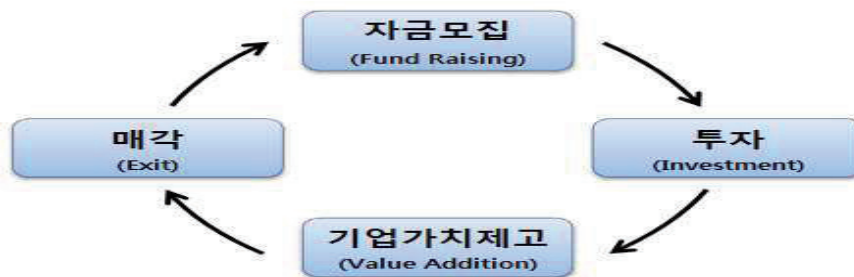 자금모집
(Fund Raising)
매각
(Exit)
투자
(Investment)
기업가치제고
(Value Addition)